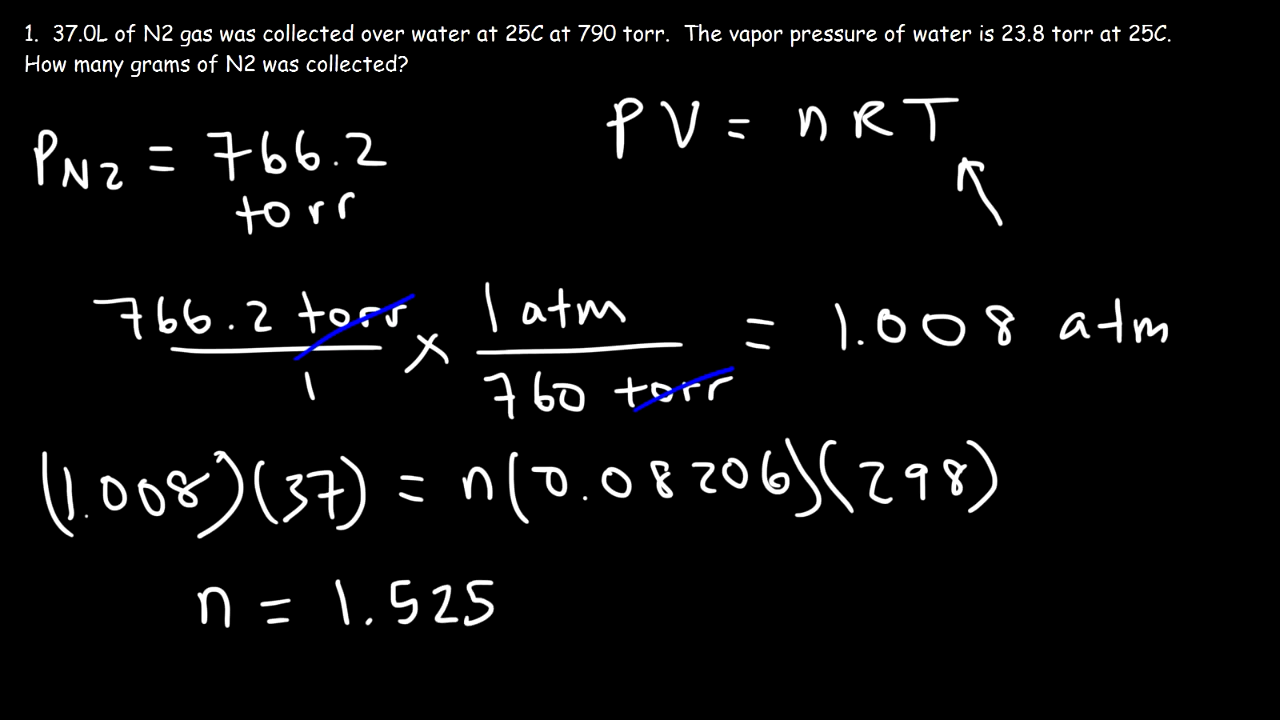 1. 37.0L of N2 gas was collected over water at 25C at 790 torr. The vapor pressure of water is 23.8 torr at 25C.
How many grams of N2 was collected?
PV = nRT
P_N2 = 766.2
torr
766.2 torr / 1 × 1 atm / 760 torr = 1.008 atm
(1.008)(37) = n(0.08206)(298)
n = 1.525